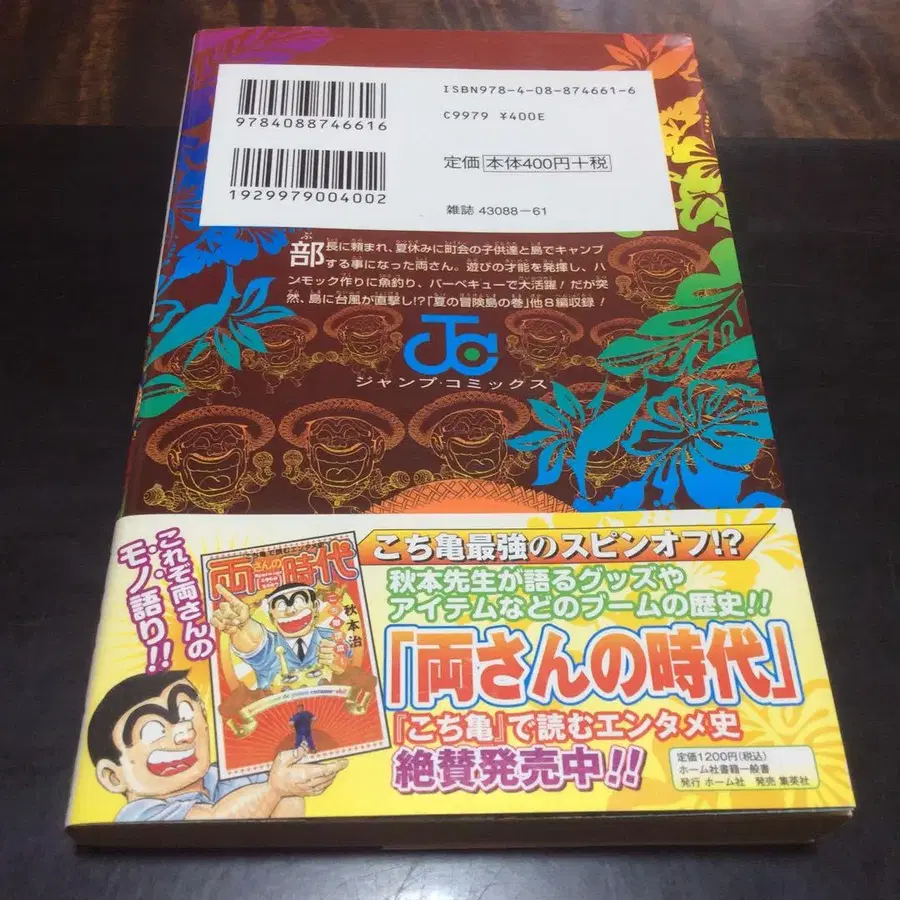 9784088746616
1929979004002
ISBN978-4-08-874661-6
C9979 ¥400E
定価 本体400円+税
雑誌 43088-61
部長に頼まれ、夏休みに町会の子供達と島でキャンプ
する事になった両さん。遊びの才能を発揮し、ハ
ンモック作りに魚釣り、バーベキューで大活躍！だが突
然、島に台風が直撃し!?「夏の冒険島の巻」他8編収録！
ジャンプ・コミックス
これぞ両さんの
モノ語り!!
こち亀で読むエンタメ史
両さんの時代
秋本治
こち亀最強のスピンオフ!?
秋本先生が語るグッズや
アイテムなどのブームの歴史!!
「両さんの時代」
『こち亀』で読むエンタメ史
絶賛発売中!!
定価1200円(税込)
ホーム社書籍一般書
発行 ホーム社 発売 集英社